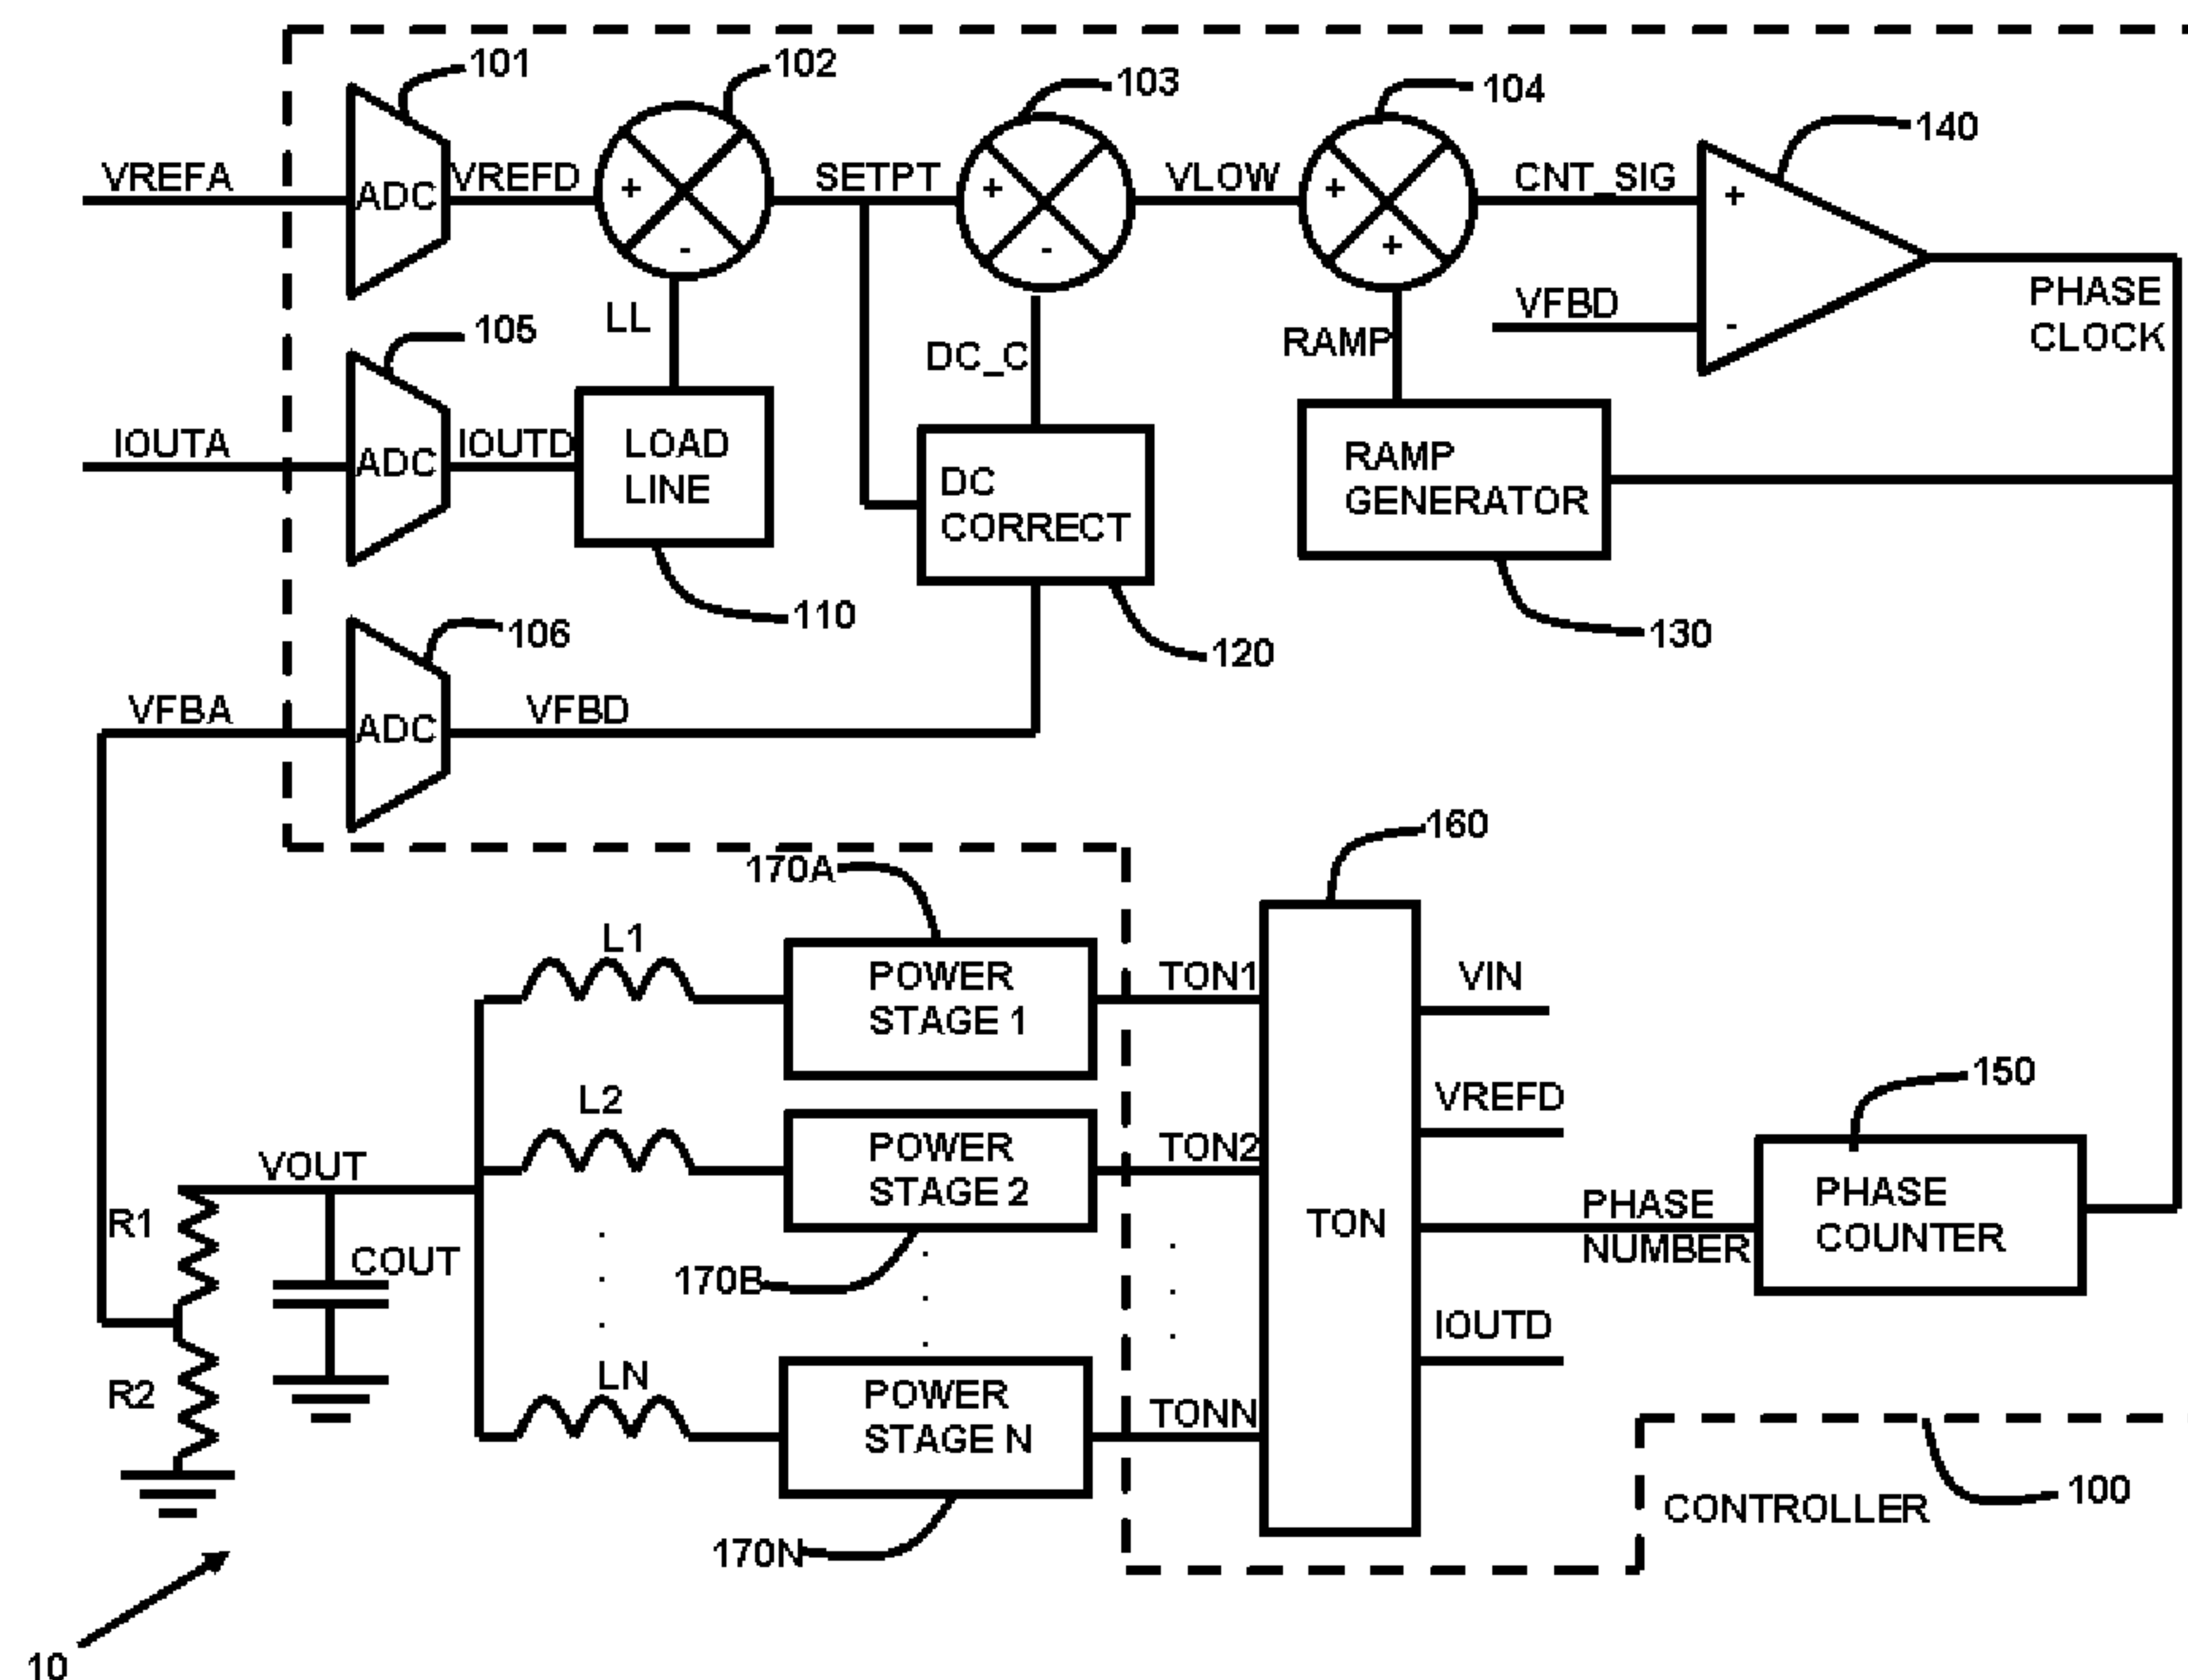 101
102
103
104
140
VREFA
ADC
VREFD
+
-
SETPT
+
-
VLOW
+
+
CNT_SIG
+
-
VFBD
PHASE
CLOCK
105
LL
DC_C
RAMP
IOUTA
ADC
IOUTD
LOAD
LINE
DC
CORRECT
RAMP
GENERATOR
110
120
130
106
VFBA
ADC
VFBD
160
170A
L1
POWER
STAGE 1
TON1
VIN
L2
POWER
STAGE 2
TON2
VREFD
150
VOUT
R1
COUT
170B
TON
PHASE
NUMBER
PHASE
COUNTER
IOUTD
R2
LN
POWER
STAGE N
TONN
170N
CONTROLLER
100
10